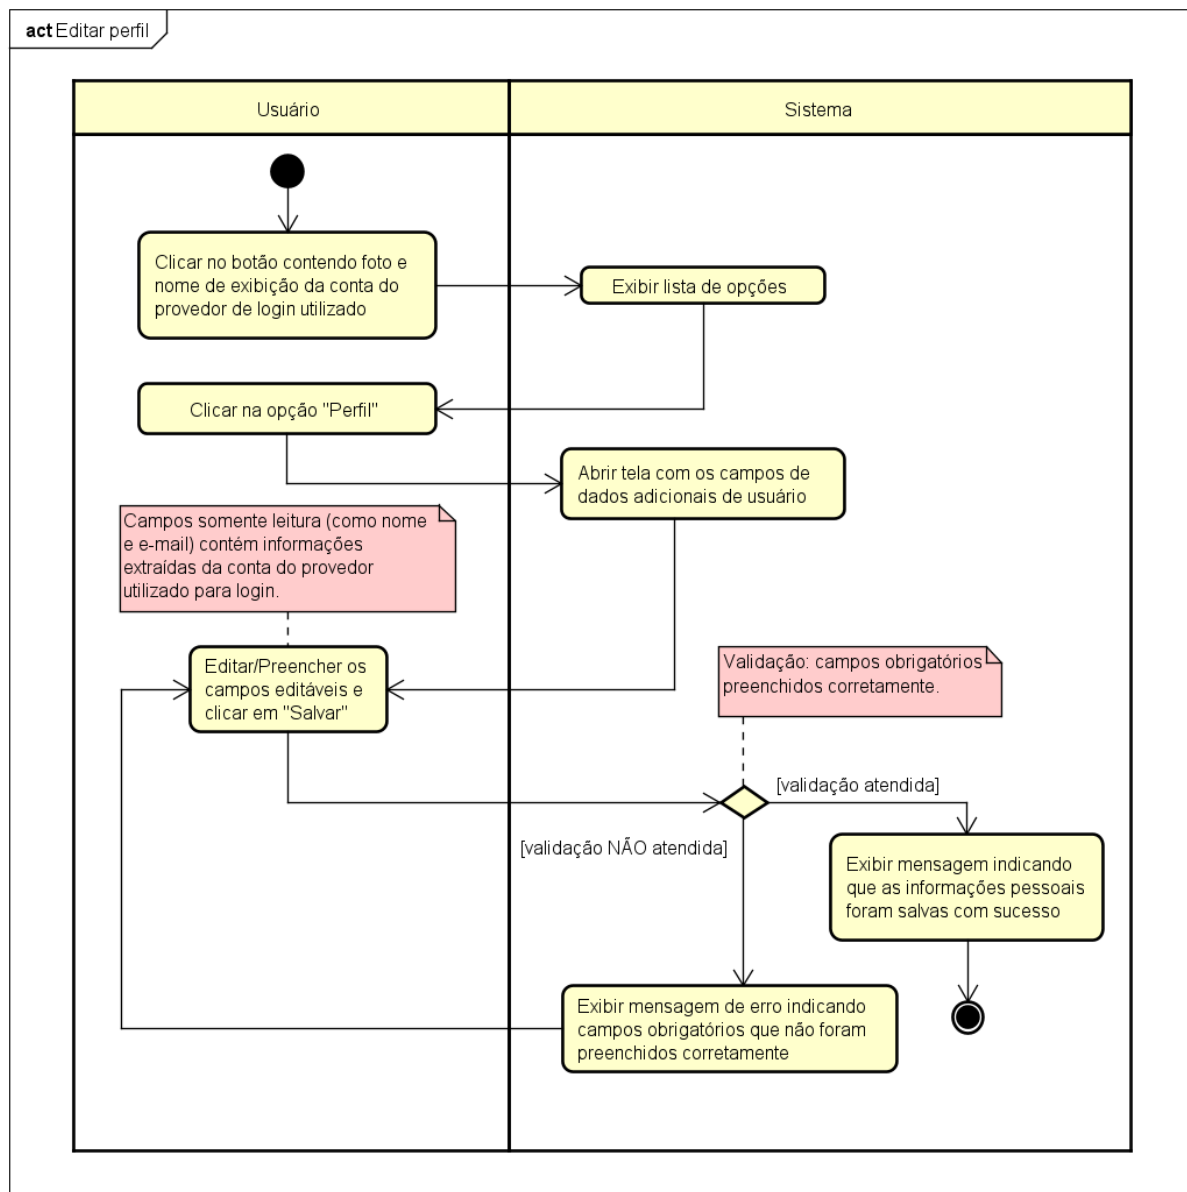 act Editar perfil
Usuário
Sistema
Clicar no botão contendo foto e
nome de exibição da conta do
provedor de login utilizado
Exibir lista de opções
Clicar na opção "Perfil"
Abrir tela com os campos de
dados adicionais de usuário
Campos somente leitura (como nome
e e-mail) contém informações
extraídas da conta do provedor
utilizado para login.
Editar/Preencher os
campos editáveis e
clicar em "Salvar"
Validação: campos obrigatórios
preenchidos corretamente.
[validação atendida]
[validação NÃO atendida]
Exibir mensagem indicando
que as informações pessoais
foram salvas com sucesso
Exibir mensagem de erro indicando
campos obrigatórios que não foram
preenchidos corretamente